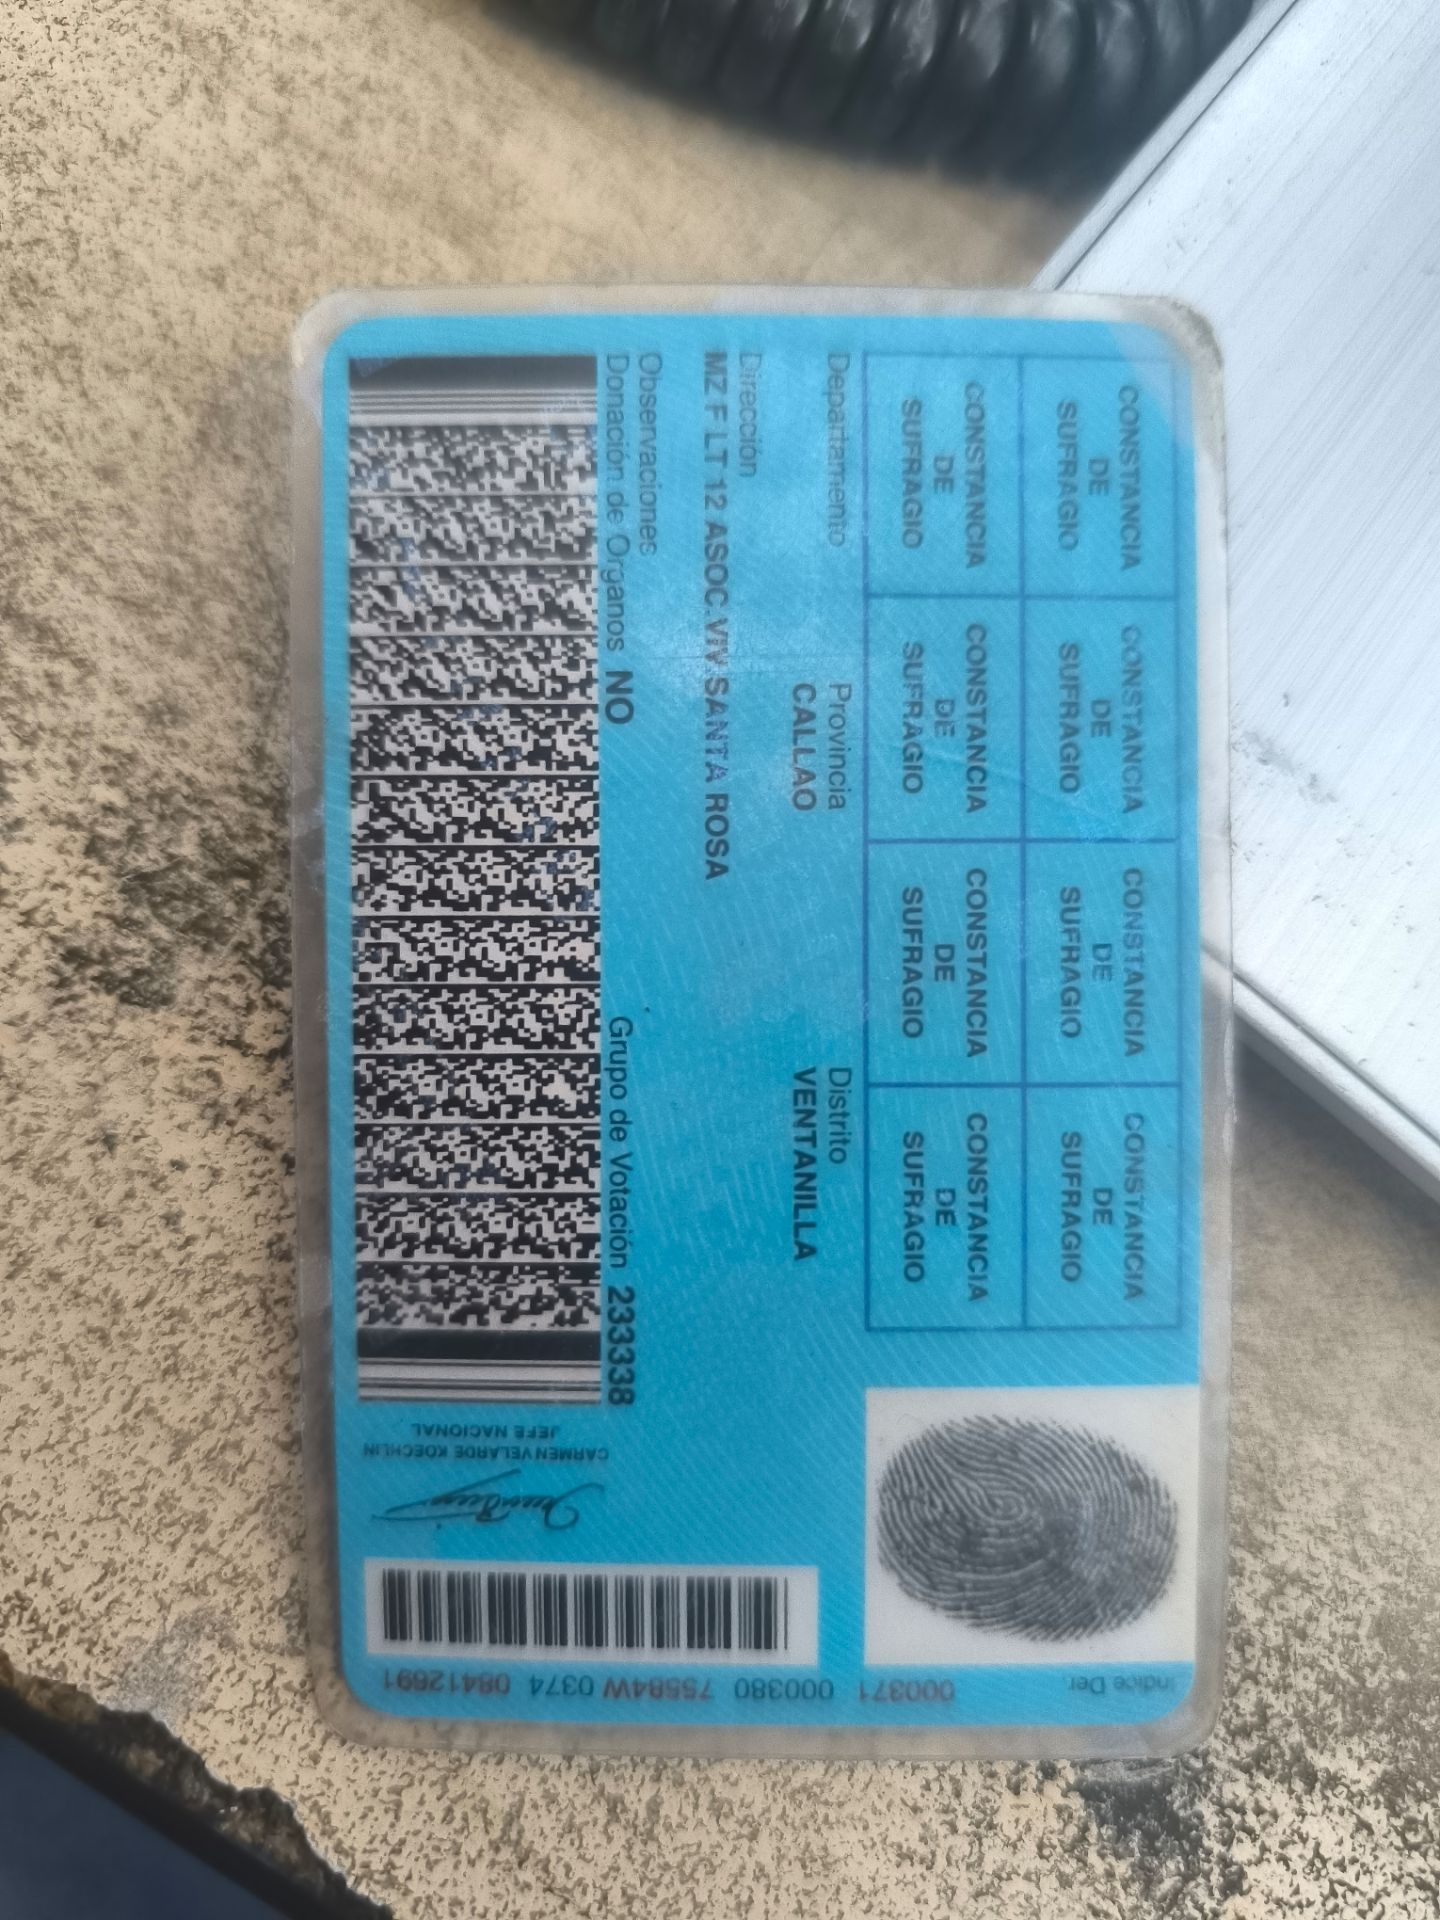 CONSTANCIA DE SUFRAGIO
CONSTANCIA DE SUFRAGIO
CONSTANCIA DE SUFRAGIO
CONSTANCIA DE SUFRAGIO
CONSTANCIA DE SUFRAGIO
CONSTANCIA DE SUFRAGIO
CONSTANCIA DE SUFRAGIO
CONSTANCIA DE SUFRAGIO
Departamento Provincia Distrito
CALLAO VENTANILLA
Dirección
MZ F LT 12 ASOC.VIV SANTA ROSA
Observaciones
Donación de Organos NO Grupo de Votación 233338
CARMEN VELARDE KOECHLIN
JEFE NACIONAL
Indice Der.
000371 000380 75584W 0374 08412691